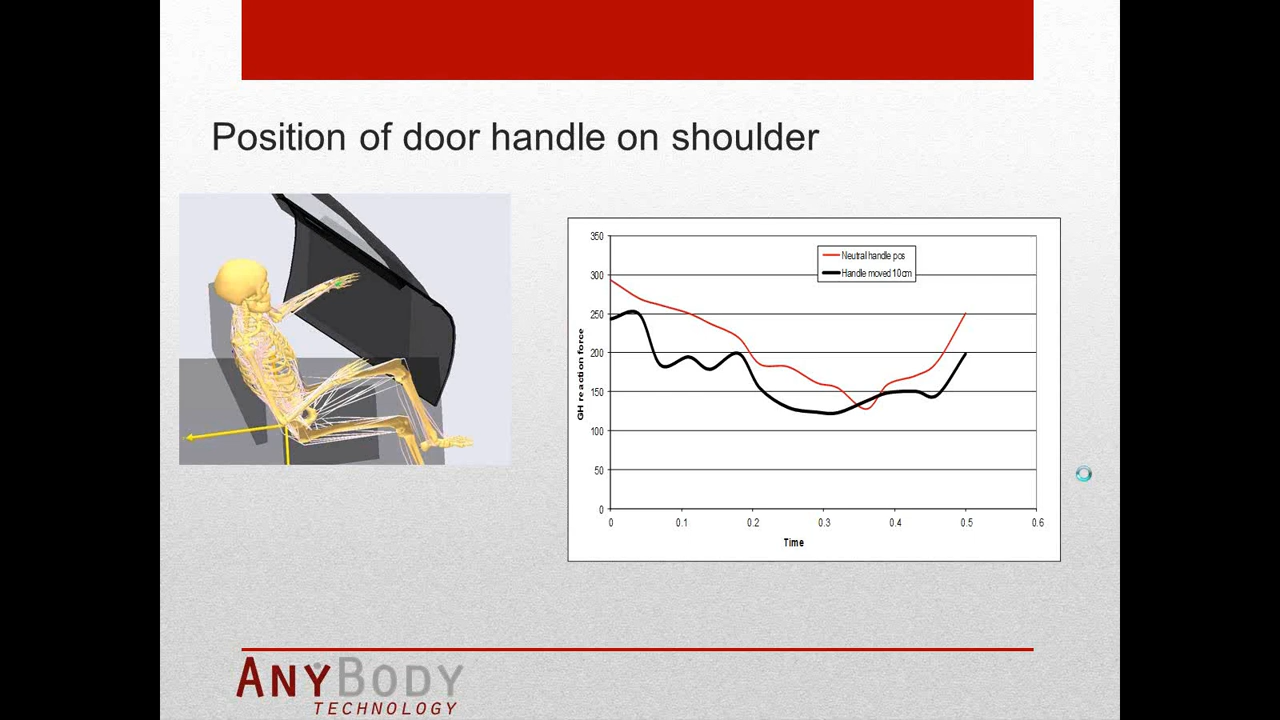 Position of door handle on shoulder
350
300
250
200
150
100
50
0
GH reaction force
Neutral handle pos
Handle moved 10cm
0 0.1 0.2 0.3 0.4 0.5 0.6
Time
ANYBODY
TECHNOLOGY